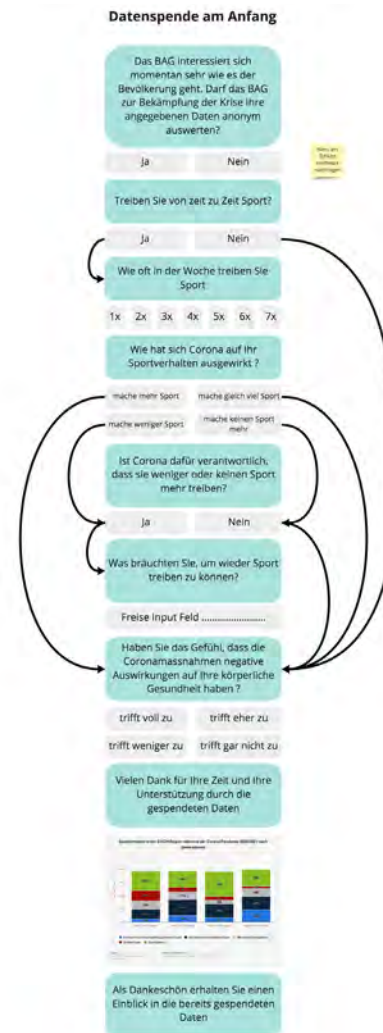 Datenspende am Anfang
Das BAG interessiert sich
momentan sehr wie es der
Bevölkerung geht. Darf das BAG
zur Bekämpfung der Krise ihre
angegebenen Daten anonym
auswerten?
Ja Nein
Treiben Sie von zeit zu Zeit Sport?
Ja Nein
Wie oft in der Woche treiben Sie
Sport
1x 2x 3x 4x 5x 6x 7x
Wie hat sich Corona auf Ihr
Sportverhalten ausgewirkt ?
mache mehr Sport mache gleich viel Sport
mache weniger Sport mache keinen Sport
mehr
Ist Corona dafür verantwortlich,
dass sie weniger oder keinen Sport
mehr treiben?
Ja Nein
Was bräuchten Sie, um wieder Sport
treiben zu können?
Freise Input Feld ........................
Haben Sie das Gefühl, dass die
Coronamassnahmen negative
Auswirkungen auf Ihre körperliche
Gesundheit haben ?
trifft voll zu trifft eher zu
trifft weniger zu trifft gar nicht zu
Vielen Dank für Ihre Zeit und Ihre
Unterstützung durch die
gespendeten Daten
Als Dankeschön erhalten Sie einen
Einblick in die bereits gespendeten
Daten